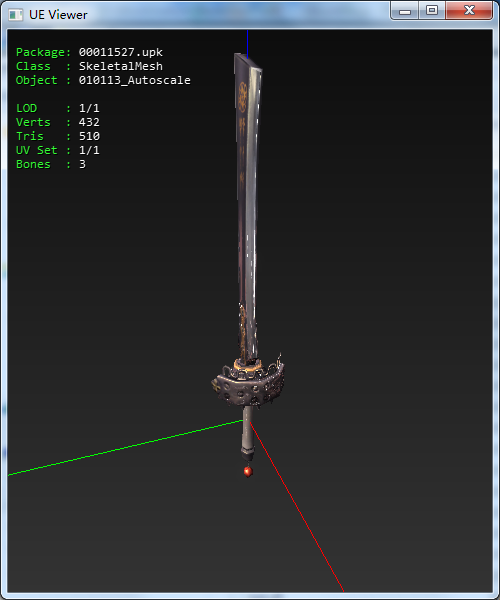 UE Viewer
Package: 00011527.upk
Class : SkeletalMesh
Object : 010113_Autoscale
LOD : 1/1
Verts : 432
Tris : 510
UV Set : 1/1
Bones : 3